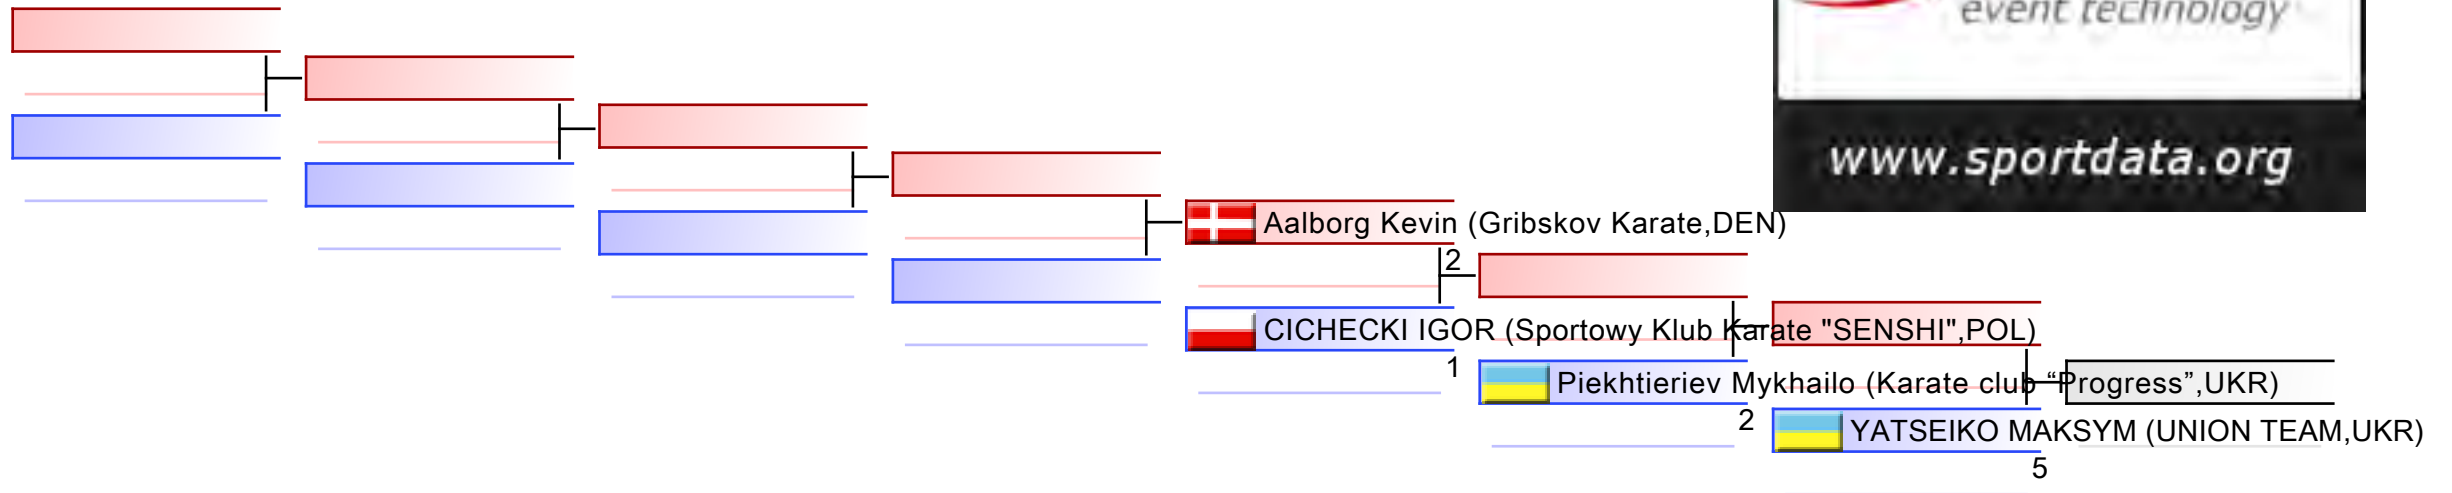 event technology
www.sportdata.org
Aalborg Kevin (Gribskov Karate,DEN)
2
CICHECKI IGOR (Sportowy Klub Karate "SENSHI",POL)
1
Piekhtieriev Mykhailo (Karate club “Progress”,UKR)
2
YATSEIKO MAKSYM (UNION TEAM,UKR)
5